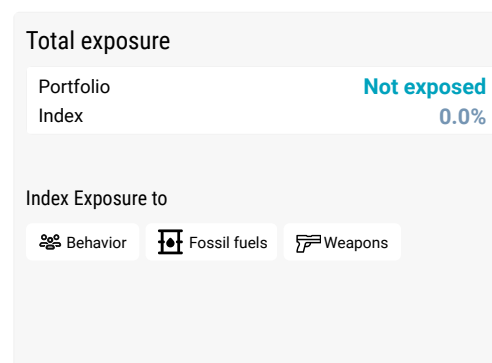 Total exposure
Portfolio Not exposed
Index 0.0%
Index Exposure to
Behavior Fossil fuels Weapons